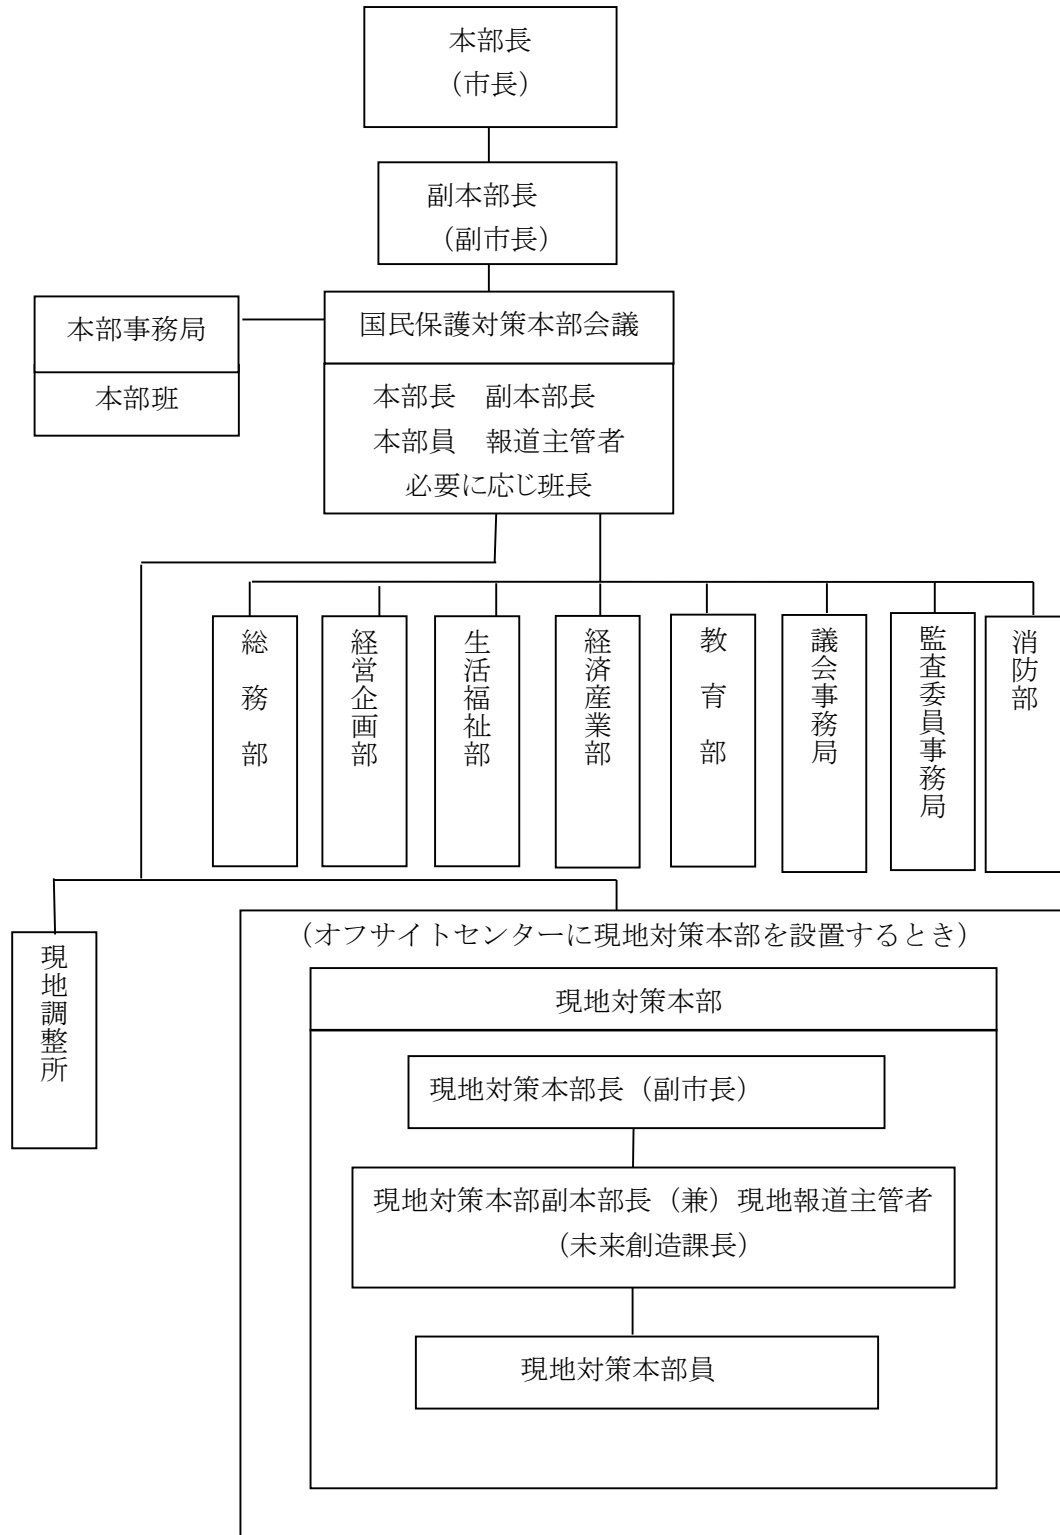 本部長
（市長）
副本部長
（副市長）
本部事務局
本部班
国民保護対策本部会議
本部長　副本部長
本部員　報道主管者
必要に応じ班長
総　務　部
経営企画部
生活福祉部
経済産業部
教　育　部
議会事務局
監査委員事務局
消防部
現地調整所
（オフサイトセンターに現地対策本部を設置するとき）
現地対策本部
現地対策本部長（副市長）
現地対策本部副本部長（兼）現地報道主管者
（未来創造課長）
現地対策本部員